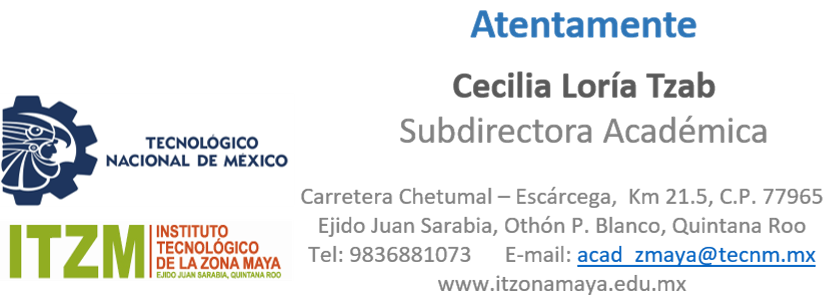 Atentamente
Cecilia Loría Tzab
Subdirectora Académica
TECNOLÓGICO
NACIONAL DE MÉXICO
Carretera Chetumal – Escárcega, Km 21.5, C.P. 77965
Ejido Juan Sarabia, Othón P. Blanco, Quintana Roo
Tel: 9836881073 E-mail: acad_zmaya@tecnm.mx
www.itzonamaya.edu.mx
ITZM
INSTITUTO
TECNOLÓGICO
DE LA ZONA MAYA
EJIDO JUAN SARABIA, QUINTANA ROO